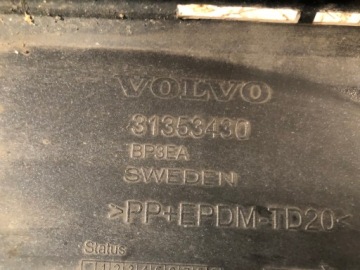 VOLVO
31353430
BP3EA
SWEDEN
>PP+EPDM-TD20<
Status